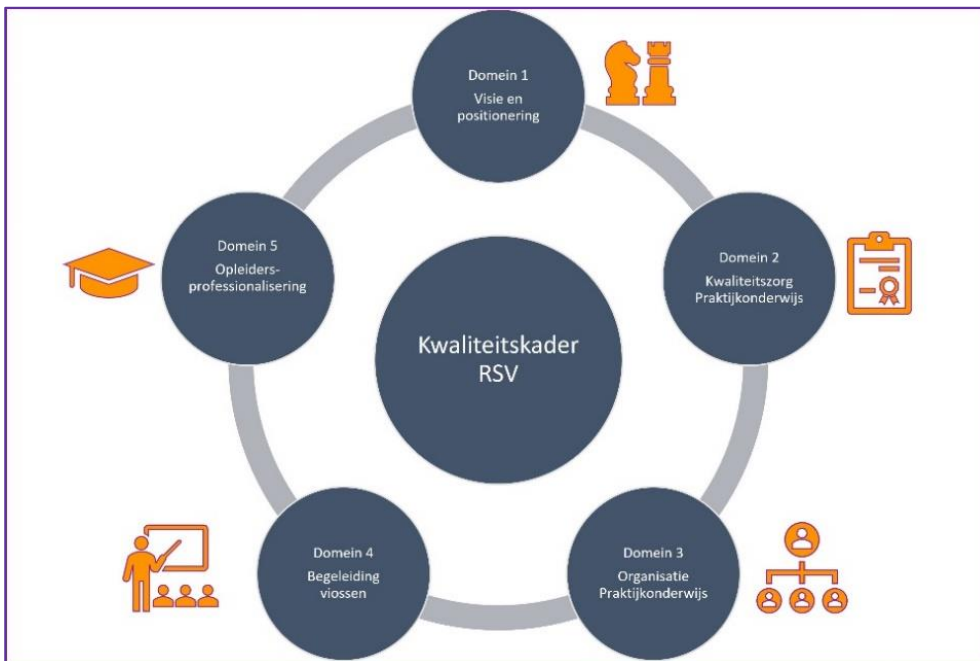 Domein 1
Visie en
positionering
Domein 2
Kwaliteitszorg
Praktijkonderwijs
Domein 3
Organisatie
Praktijkonderwijs
Domein 4
Begeleiding
viossen
Domein 5
Opleiders-
professionalisering
Kwaliteitskader
RSV